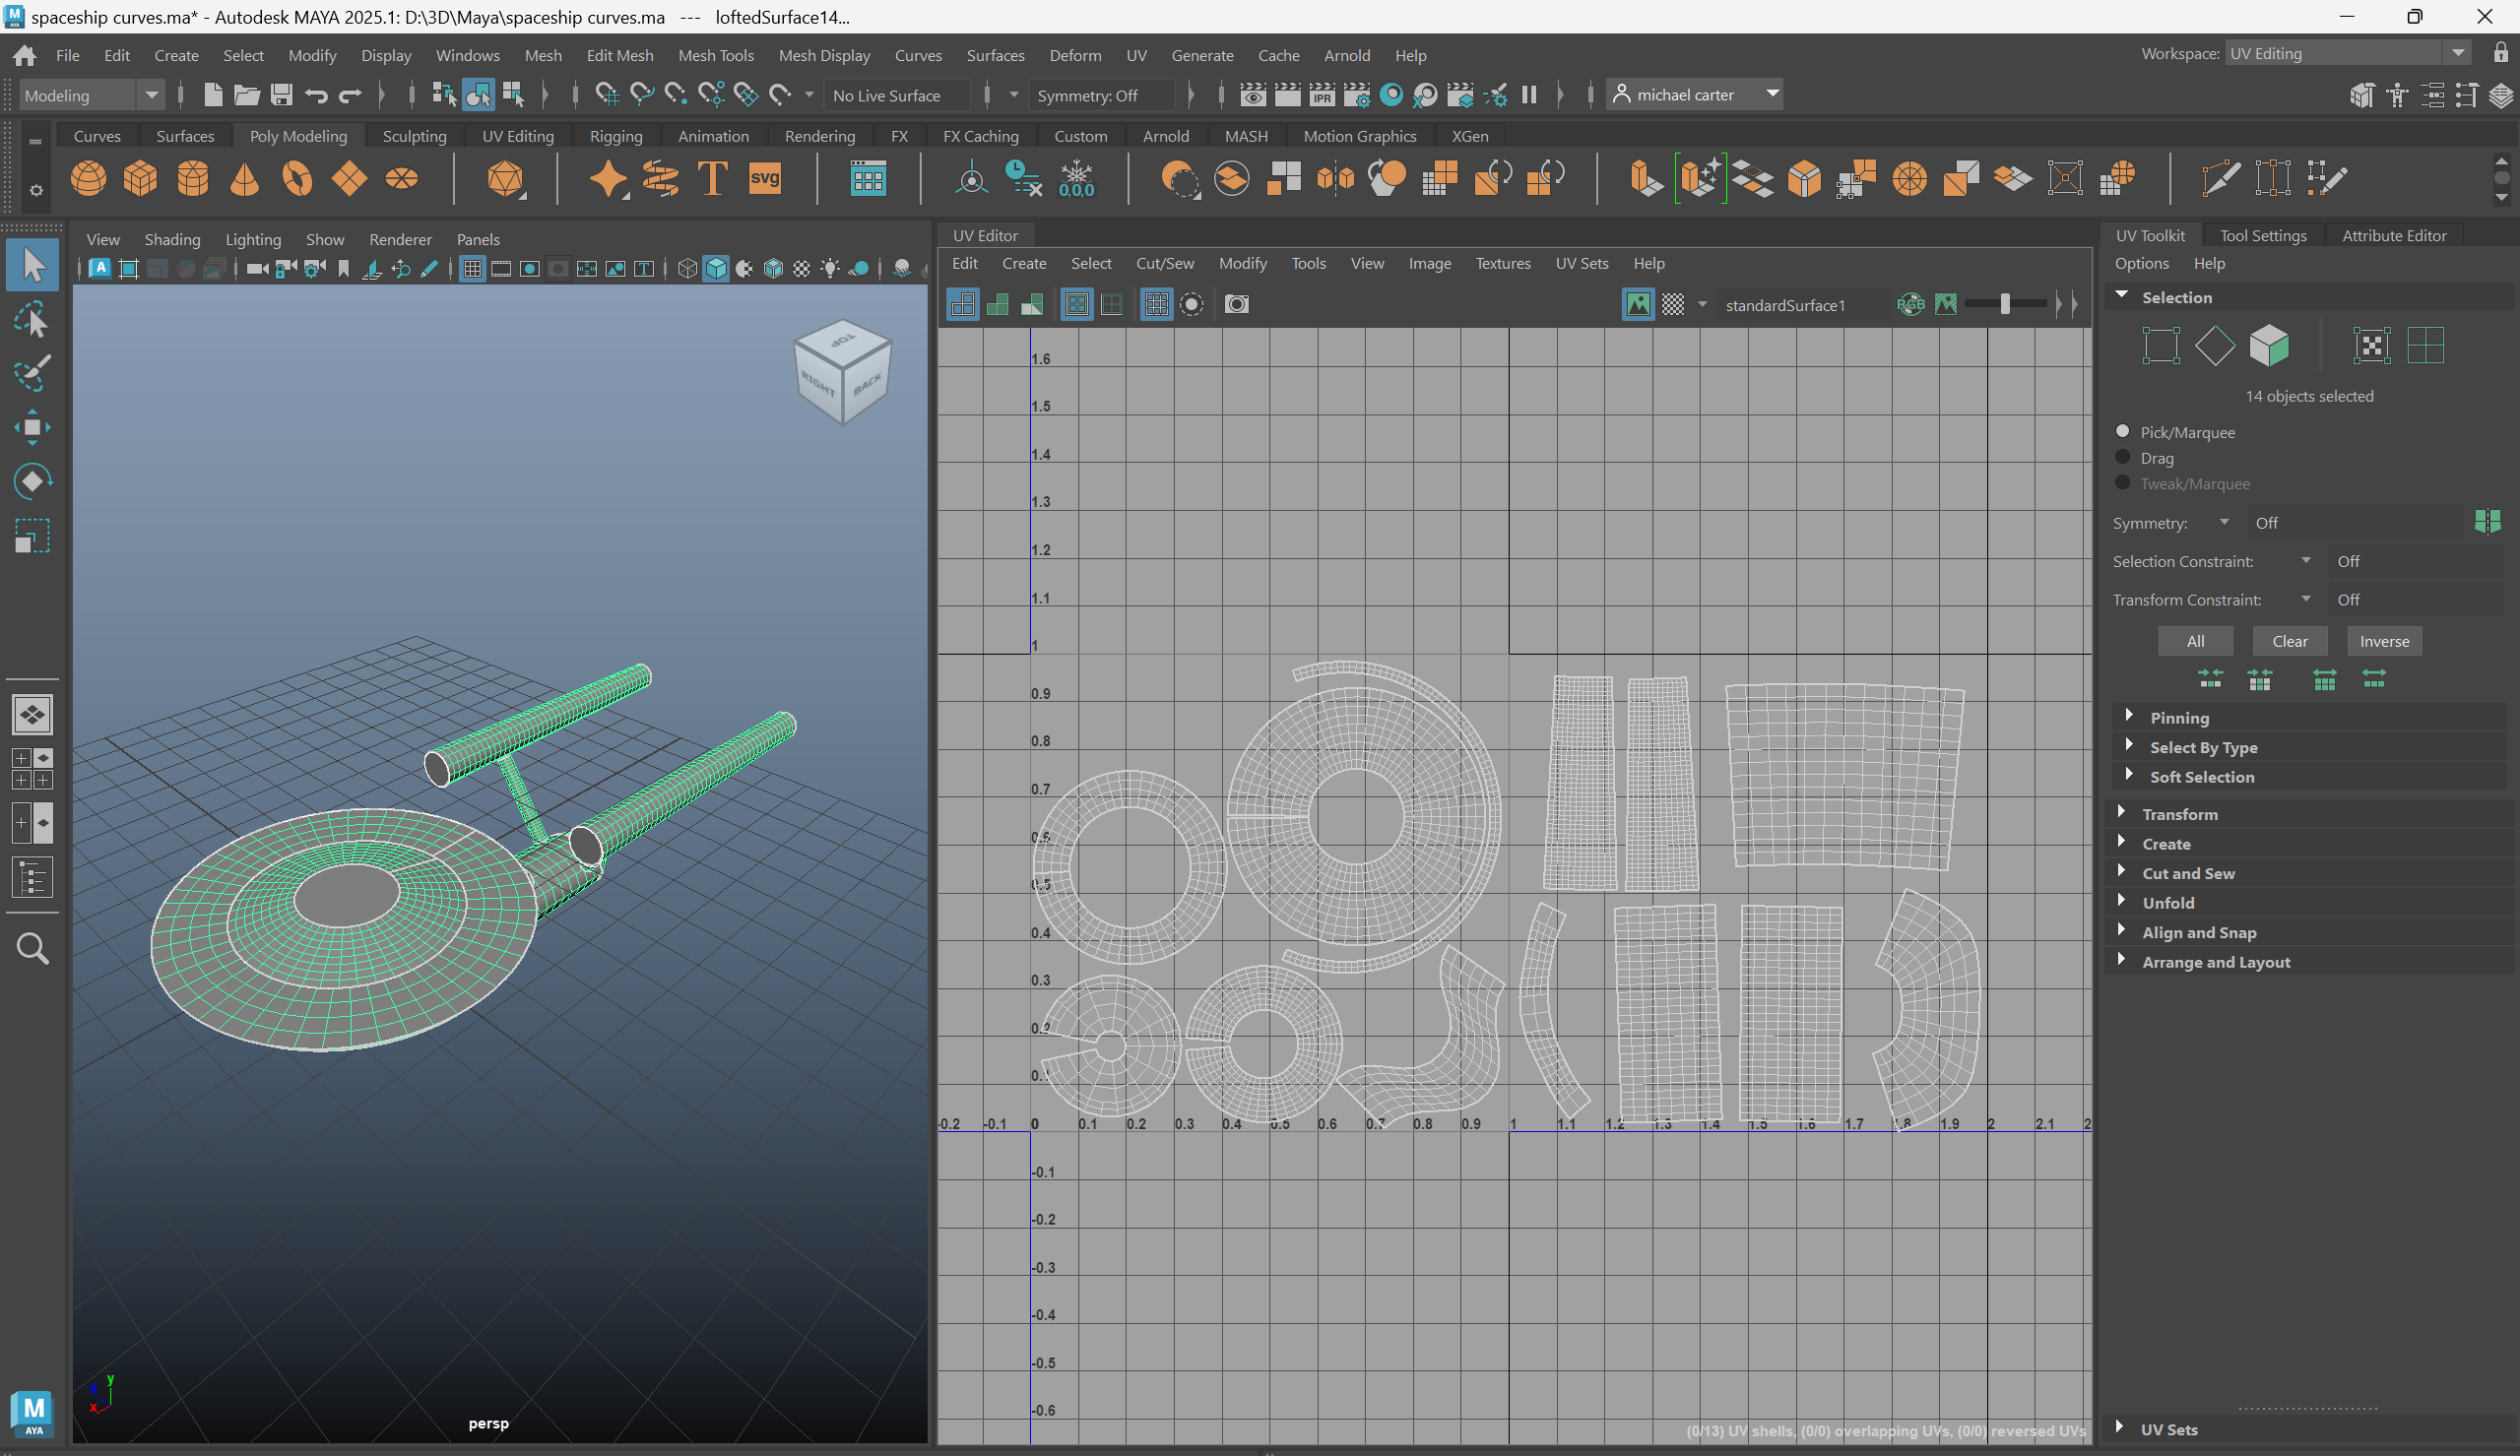 spaceship curves.ma* - Autodesk MAYA 2025.1: D:\3D\Maya\spaceship curves.ma --- loftedSurface14...
File Edit Create Select Modify Display Windows Mesh Edit Mesh Mesh Tools Mesh Display Curves Surfaces Deform UV Generate Cache Arnold Help
Workspace: UV Editing
Modeling
No Live Surface
Symmetry: Off
IPR
michael carter
Curves Surfaces Poly Modeling Sculpting UV Editing Rigging Animation Rendering FX FX Caching Custom Arnold MASH Motion Graphics XGen
T
svg
0,0,0
View Shading Lighting Show Renderer Panels
TOP
RIGHT
BACK
persp
y
z
x
M
AYA
UV Editor
Edit Create Select Cut/Sew Modify Tools View Image Textures UV Sets Help
standardSurface1
RGB
1.6
1.5
1.4
1.3
1.2
1.1
1
0.9
0.8
0.7
0.6
0.5
0.4
0.3
0.2
0.1
-0.2 -0.1 0 0.1 0.2 0.3 0.4 0.5 0.6 0.7 0.8 0.9 1 1.1 1.2 1.3 1.4 1.5 1.6 1.7 1.8 1.9 2 2.1 2
-0.1
-0.2
-0.3
-0.4
-0.5
-0.6
(0/13) UV shells, (0/0) overlapping UVs, (0/0) reversed UVs
UV Toolkit Tool Settings Attribute Editor
Options Help
Selection
14 objects selected
Pick/Marquee
Drag
Tweak/Marquee
Symmetry: Off
Selection Constraint: Off
Transform Constraint: Off
All Clear Inverse
Pinning
Select By Type
Soft Selection
Transform
Create
Cut and Sew
Unfold
Align and Snap
Arrange and Layout
UV Sets